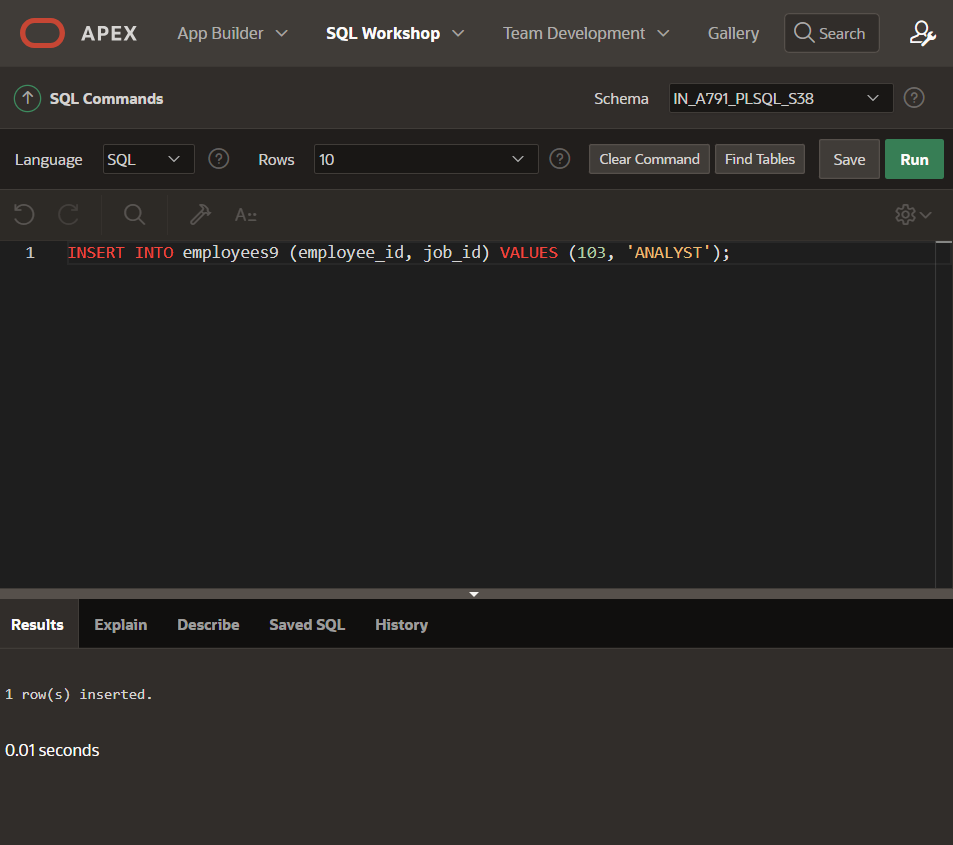 APEX App Builder SQL Workshop Team Development Gallery Search
SQL Commands Schema IN_A791_PLSQL_S38 ?
Language SQL ? Rows 10 ? Clear Command Find Tables Save Run
A::
1 INSERT INTO employees9 (employee_id, job_id) VALUES (103, 'ANALYST');
Results Explain Describe Saved SQL History
1 row(s) inserted.
0.01 seconds